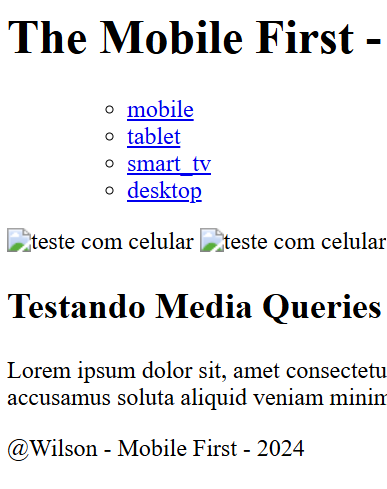 The Mobile First -
mobile
tablet
smart_tv
desktop
teste com celular teste com celular
Testando Media Queries
Lorem ipsum dolor sit, amet consectetu
accusamus soluta aliquid veniam minim
@Wilson - Mobile First - 2024